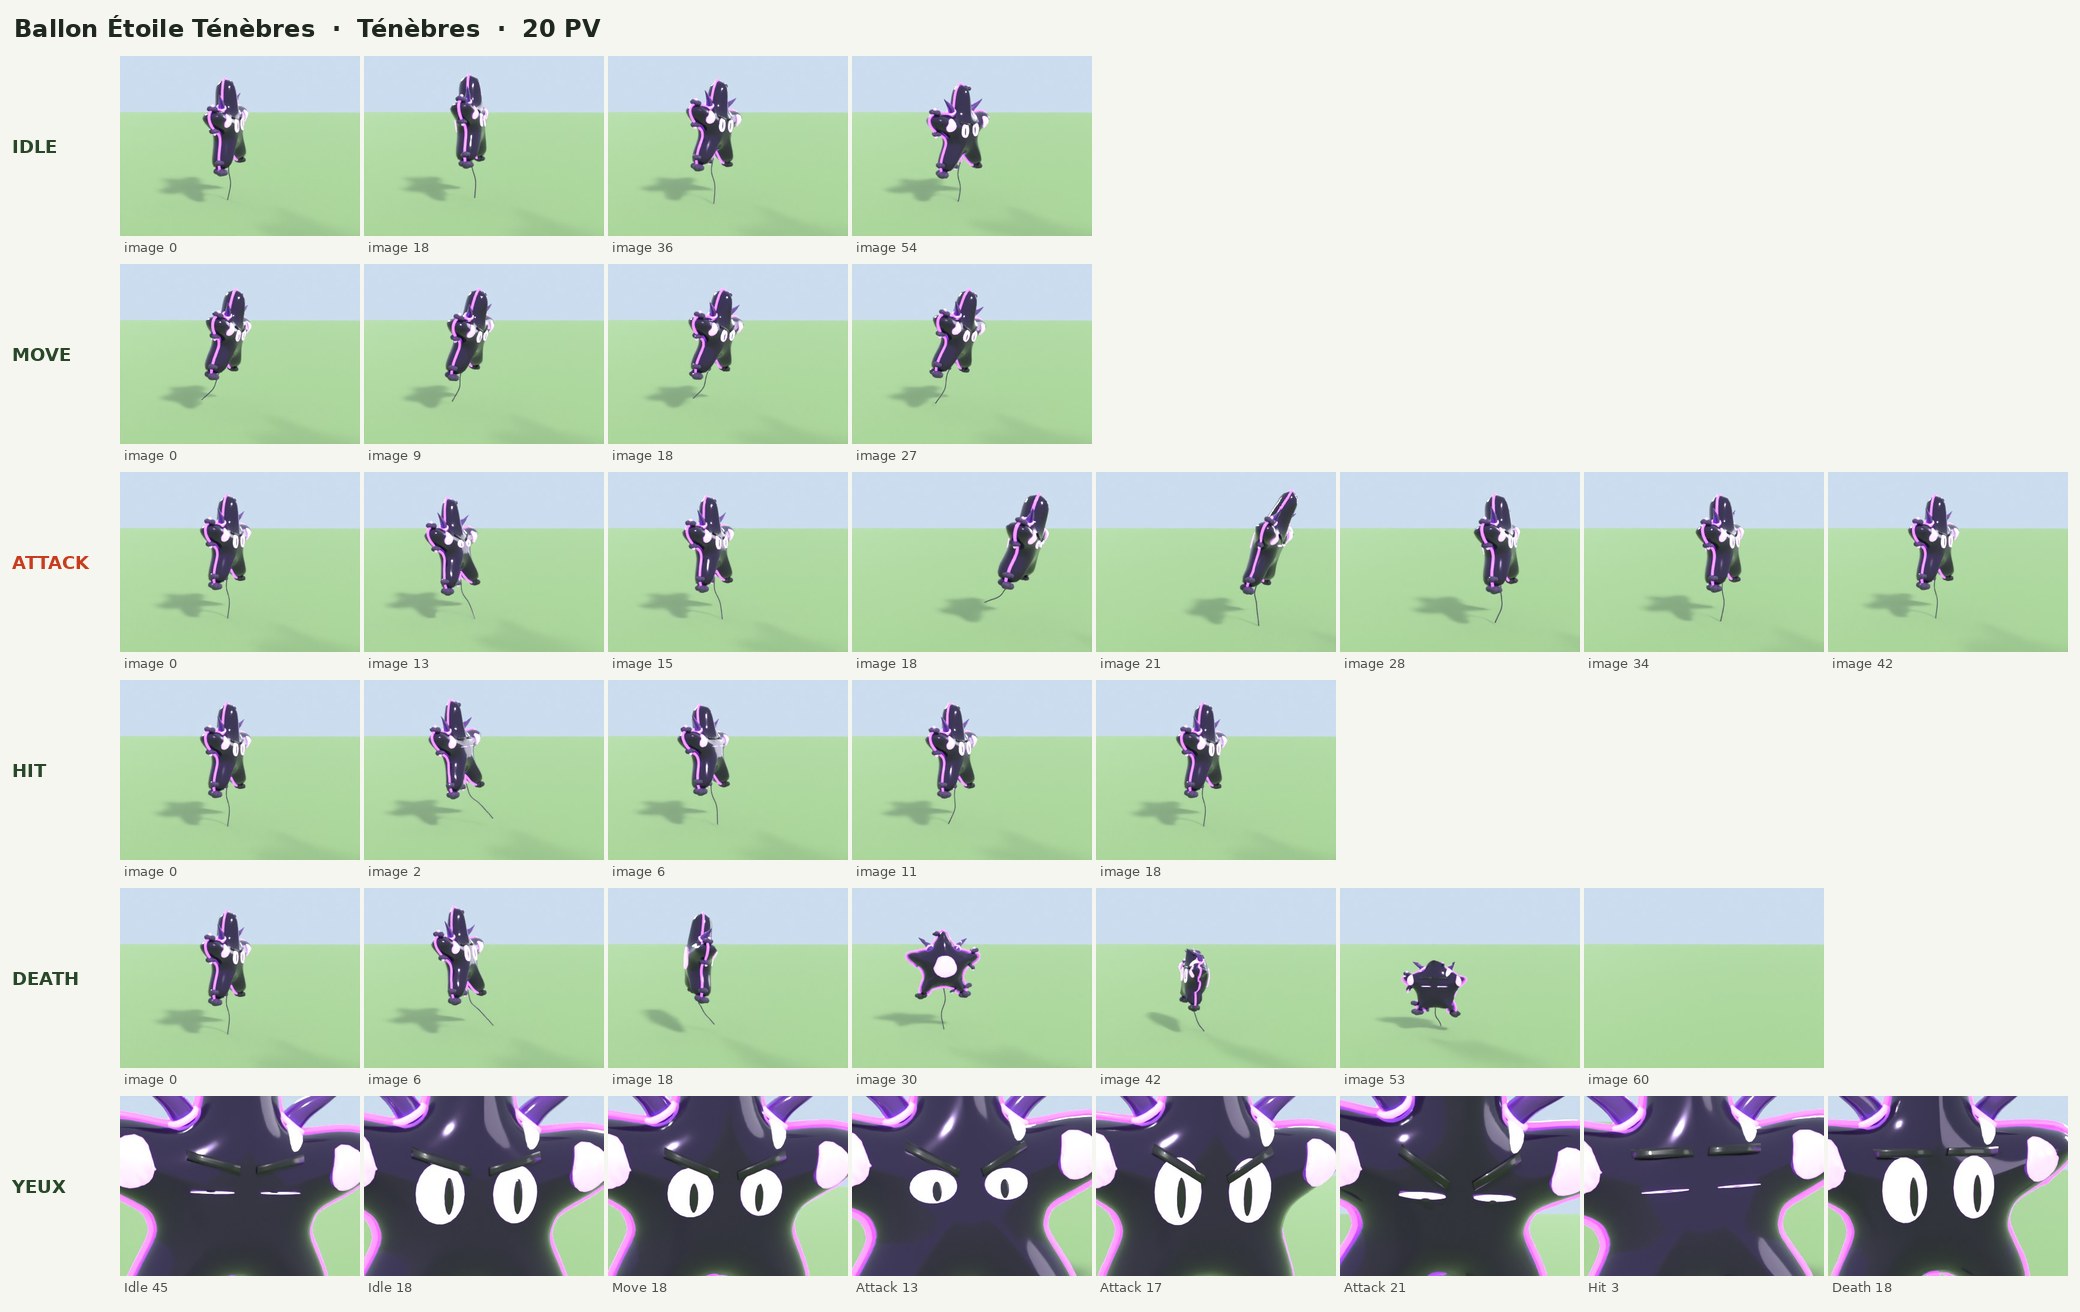 Ballon Étoile Ténèbres · Ténèbres · 20 PV
IDLE
image 0 image 18 image 36 image 54
MOVE
image 0 image 9 image 18 image 27
ATTACK
image 0 image 13 image 15 image 18 image 21 image 28 image 34 image 42
HIT
image 0 image 2 image 6 image 11 image 18
DEATH
image 0 image 6 image 18 image 30 image 42 image 53 image 60
YEUX
Idle 45 Idle 18 Move 18 Attack 13 Attack 17 Attack 21 Hit 3 Death 18